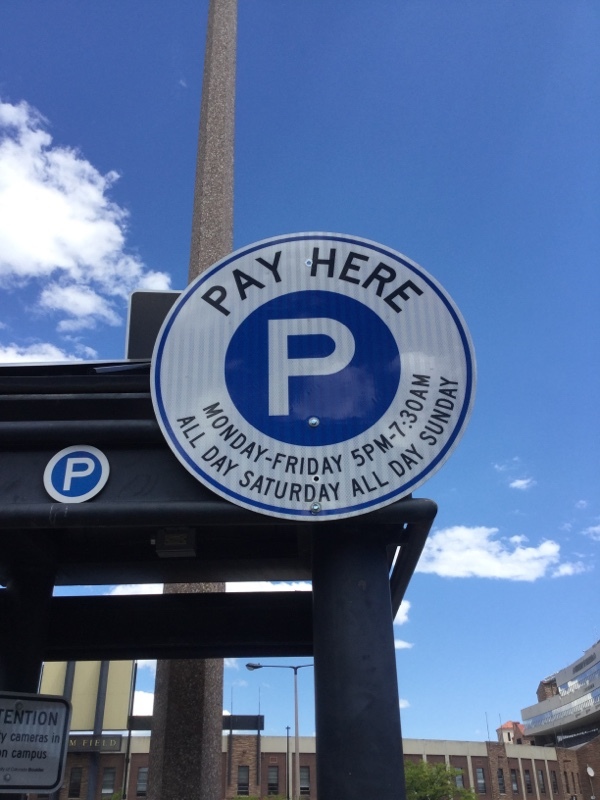 PAY HERE
P
MONDAY-FRIDAY 5PM-7:30AM
ALL DAY SATURDAY ALL DAY SUNDAY
P
TENTION
ty cameras in
on campus
M FIELD